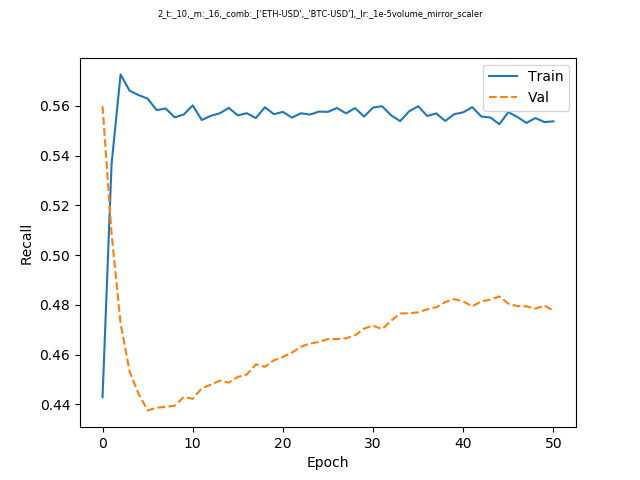 2_t:_10,_m:_16,_comb:_['ETH-USD',_'BTC-USD'],_lr:_1e-5volume_mirror_scaler
Train
Val
Recall
0.56
0.54
0.52
0.50
0.48
0.46
0.44
0 10 20 30 40 50
Epoch